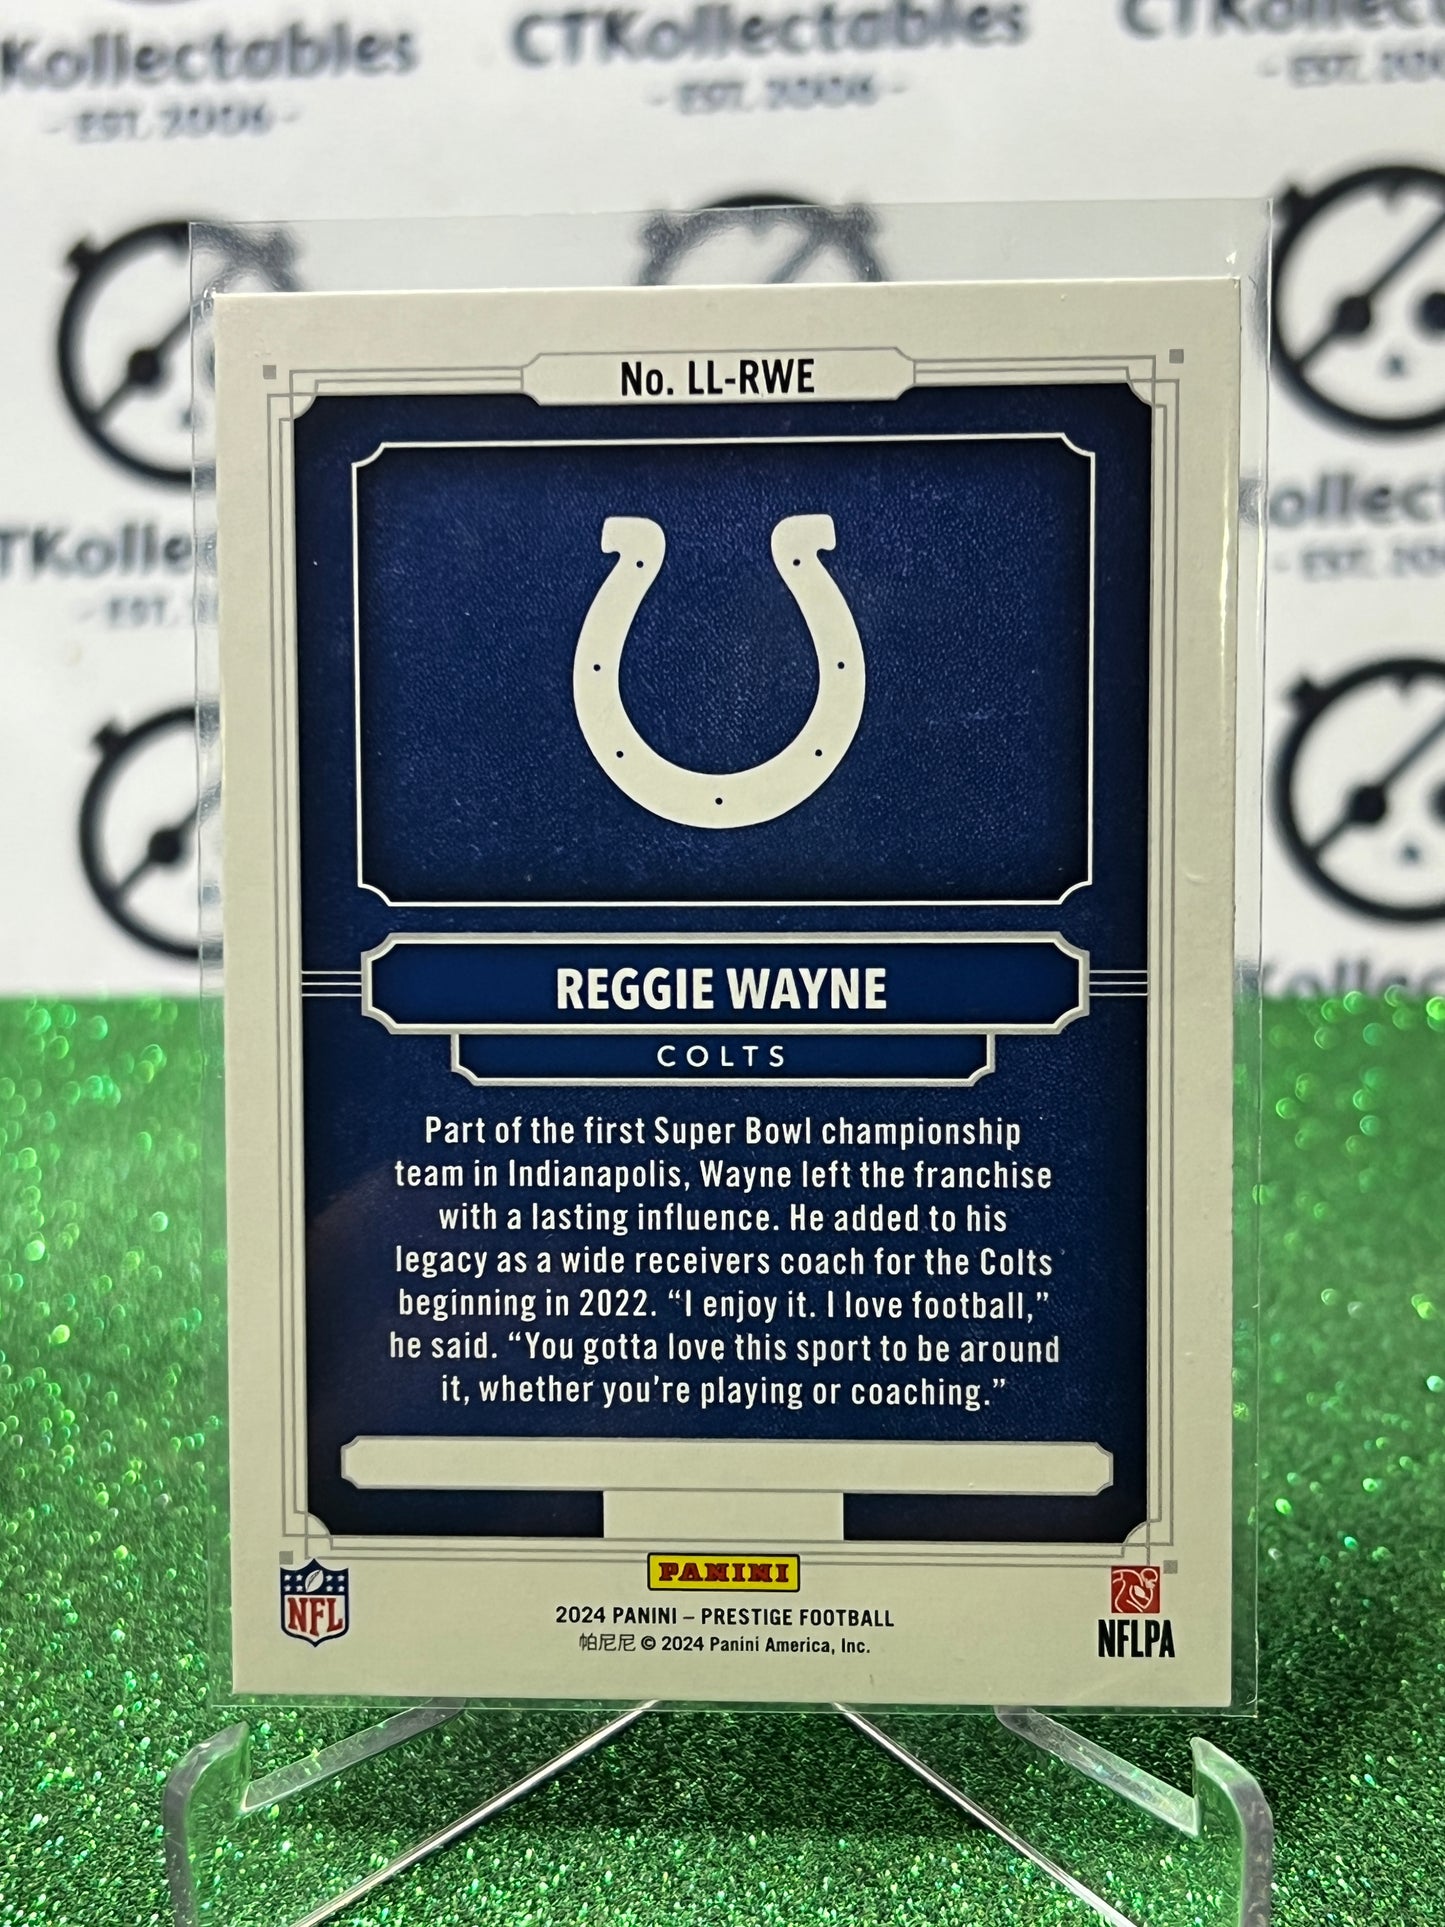 CTKollectables
- EST. 2006 -
CTKollectables
- EST. 2006 -
No. LL-RWE
REGGIE WAYNE
COLTS
Part of the first Super Bowl championship
team in Indianapolis, Wayne left the franchise
with a lasting influence. He added to his
legacy as a wide receivers coach for the Colts
beginning in 2022. “I enjoy it. I love football,”
he said. “You gotta love this sport to be around
it, whether you’re playing or coaching.”
PANINI
2024 PANINI – PRESTIGE FOOTBALL
帕尼尼 © 2024 Panini America, Inc.
NFL
NFLPA